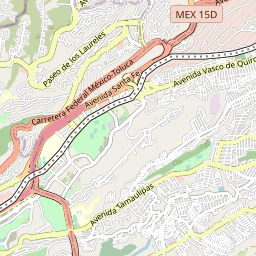 MEX 15D
Paseo de los Laureles
Avenida Vasco de Quiro
Carretera Federal México-Toluca
Avenida Santa Fe
Avenida Tamaulipas